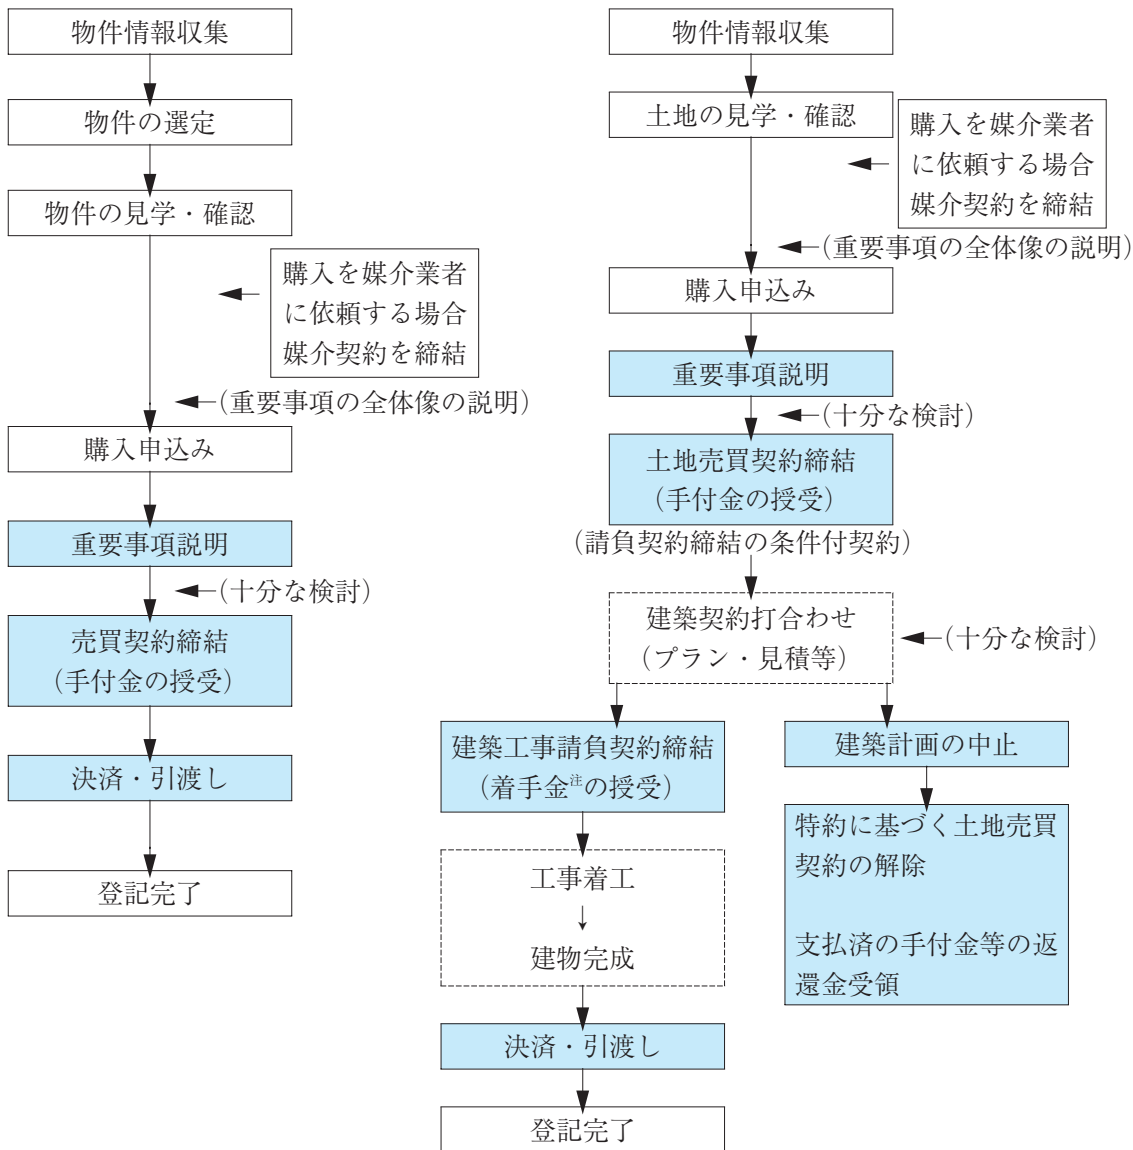 物件情報収集
物件の選定
物件の見学・確認
購入を媒介業者
に依頼する場合
媒介契約を締結
(重要事項の全体像の説明)
購入申込み
重要事項説明
(十分な検討)
売買契約締結
(手付金の授受)
決済・引渡し
登記完了
物件情報収集
土地の見学・確認
購入を媒介業者
に依頼する場合
媒介契約を締結
(重要事項の全体像の説明)
購入申込み
重要事項説明
(十分な検討)
土地売買契約締結
(手付金の授受)
(請負契約締結の条件付契約)
建築契約打合わせ
(プラン・見積等)
(十分な検討)
建築工事請負契約締結
(着手金注の授受)
工事着工
↓
建物完成
決済・引渡し
登記完了
建築計画の中止
特約に基づく土地売買
契約の解除
支払済の手付金等の返
還金受領